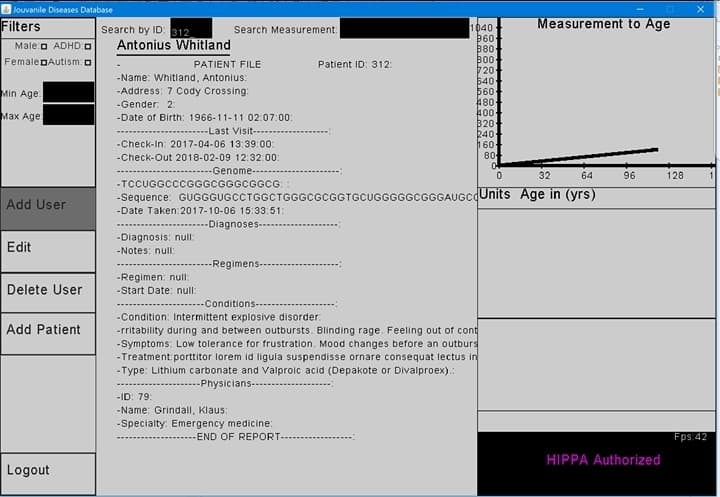 Jouvanile Diseases Database
Filters
Male: ADHD:
Female Autism:
Min Age:
Max Age:
Add User
Edit
Delete User
Add Patient
Logout
Search by ID: 312
Search Measurement:
Antonius Whitland
- PATIENT FILE Patient ID: 312:
-Name: Whitland, Antonius:
-Address: 7 Cody Crossing:
-Gender: 2:
-Date of Birth: 1966-11-11 02:07:00:
----------------------Last Visit-------------------:
-Check-In: 2017-04-06 13:39:00:
-Check-Out 2018-02-09 12:32:00:
-----------------------Genome-------------------:
-TCCUGGCCCGGGCGGGCGGCG: :
-Sequence: GUGGGUGCCTGGCTGGGCGCGGTGCUGGGGGCGGGAUGCC
-Date Taken:2017-10-06 15:33:51:
----------------------Diagnoses-------------------:
-Diagnosis: null:
-Notes: null:
-----------------------Regimens-------------------:
-Regimen: null:
-Start Date: null:
---------------------Conditions-------------------:
-Condition: Intermittent explosive disorder:
-rritability during and between outbursts. Blinding rage. Feeling out of cont
-Symptoms: Low tolerance for frustration. Mood changes before an outburs
-Treatment:porttitor lorem id ligula suspendisse ornare consequat lectus in
-Type: Lithium carbonate and Valproic acid (Depakote or Divalproex).:
--------------------Physicians-------------------:
-ID: 79:
-Name: Grindall, Klaus:
-Specialty: Emergency medicine:
-------------------END OF REPORT-----------------:
Measurement to Age
1040
960
880
800
720
640
560
480
400
320
240
160
80
0 32 64 96 128 1
Units Age in (yrs)
Fps:42
HIPPA Authorized